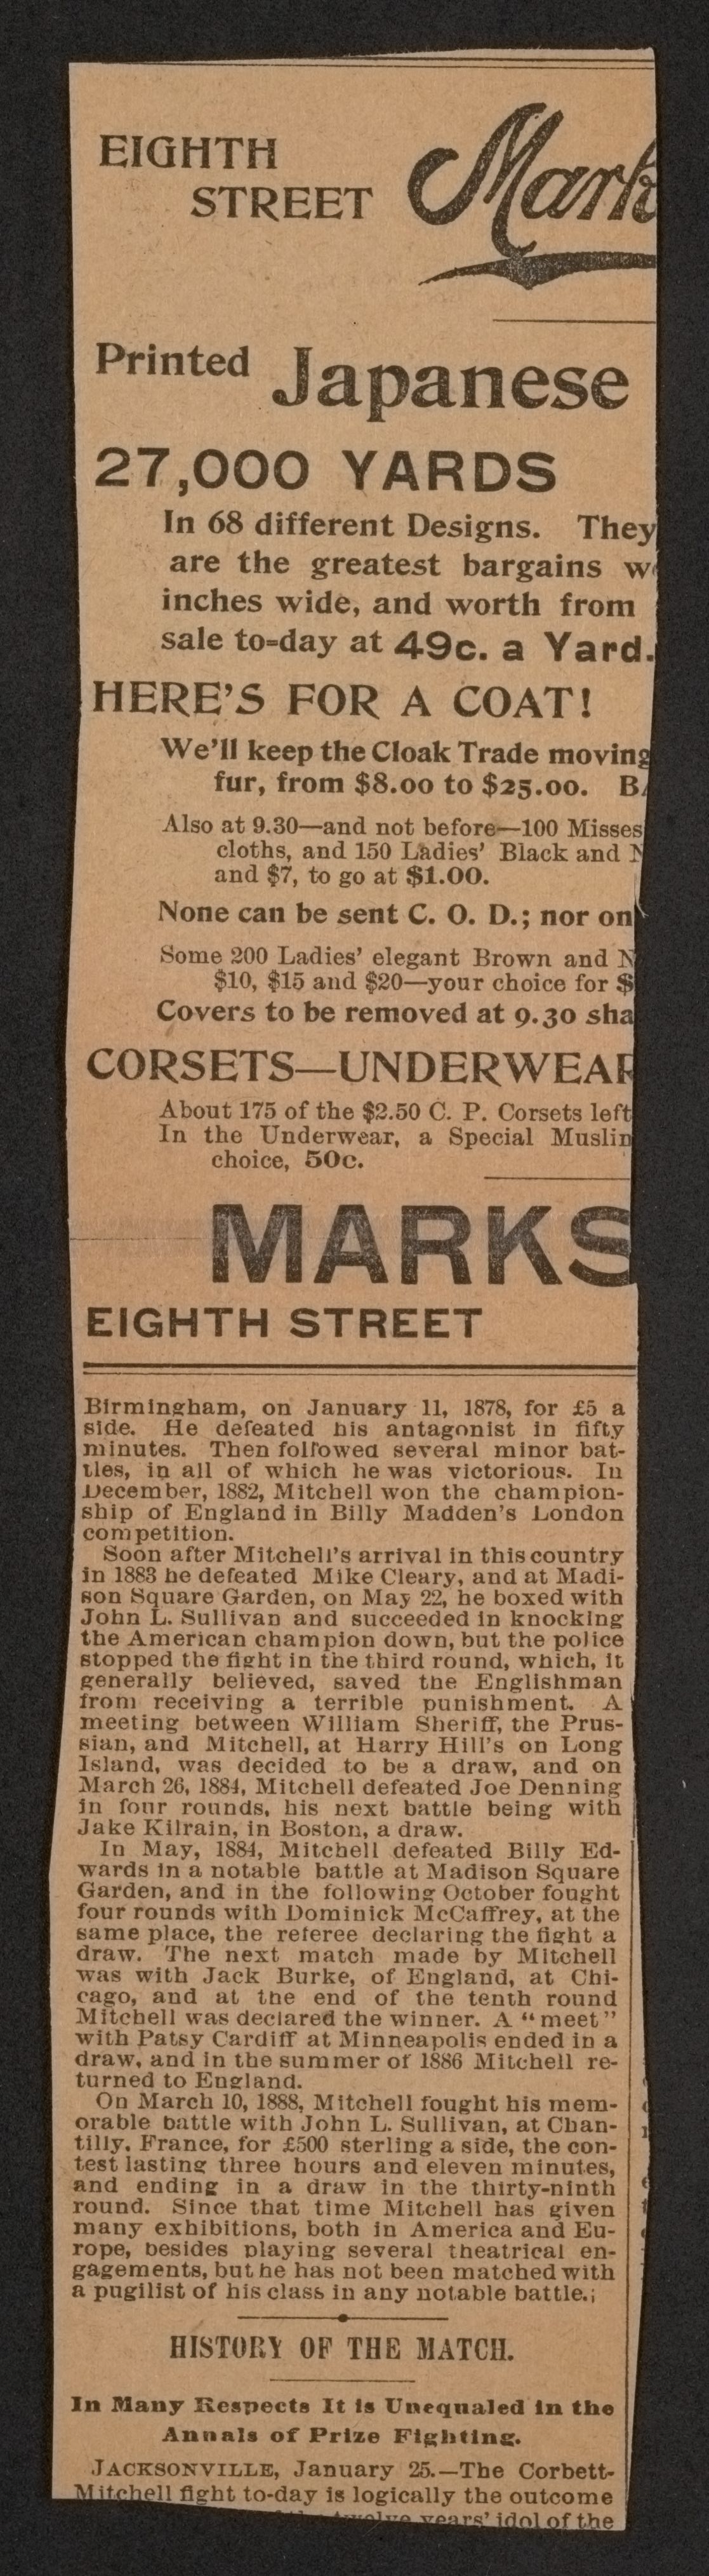 EIGHTH
STREET
Mark
Printed Japanese
27,000 YARDS
In 68 different Designs. They
are the greatest bargains w
inches wide, and worth from
sale to=day at 49c. a Yard.
HERE'S FOR A COAT!
We'll keep the Cloak Trade moving
fur, from $8.00 to $25.00. B
Also at 9.30—and not before—100 Misses
cloths, and 150 Ladies' Black and N
and $7, to go at $1.00.
None can be sent C. O. D.; nor on
Some 200 Ladies' elegant Brown and N
$10, $15 and $20—your choice for $
Covers to be removed at 9.30 sha
CORSETS—UNDERWEAR
About 175 of the $2.50 C. P. Corsets left
In the Underwear, a Special Muslin
choice, 50c.
MARKS
EIGHTH STREET
Birmingham, on January 11, 1878, for £5 a
side. He defeated his antagonist in fifty
minutes. Then followed several minor bat-
tles, in all of which he was victorious. In
December, 1882, Mitchell won the champion-
ship of England in Billy Madden's London
competition.
Soon after Mitchell's arrival in this country
in 1883 he defeated Mike Cleary, and at Madi-
son Square Garden, on May 22, he boxed with
John L. Sullivan and succeeded in knocking
the American champion down, but the police
stopped the fight in the third round, which, it
generally believed, saved the Englishman
from receiving a terrible punishment. A
meeting between William Sheriff, the Prus-
sian, and Mitchell, at Harry Hill's on Long
Island, was decided to be a draw, and on
March 26, 1884, Mitchell defeated Joe Denning
in four rounds, his next battle being with
Jake Kilrain, in Boston, a draw.
In May, 1884, Mitchell defeated Billy Ed-
wards in a notable battle at Madison Square
Garden, and in the following October fought
four rounds with Dominick McCaffrey, at the
same place, the referee declaring the fight a
draw. The next match made by Mitchell
was with Jack Burke, of England, at Chi-
cago, and at the end of the tenth round
Mitchell was declared the winner. A "meet"
with Patsy Cardiff at Minneapolis ended in a
draw, and in the summer of 1886 Mitchell re-
turned to England.
On March 10, 1888, Mitchell fought his mem-
orable battle with John L. Sullivan, at Chan-
tilly, France, for £500 sterling a side, the con-
test lasting three hours and eleven minutes,
and ending in a draw in the thirty-ninth
round. Since that time Mitchell has given
many exhibitions, both in America and Eu-
rope, besides playing several theatrical en-
gagements, but he has not been matched with
a pugilist of his class in any notable battle.;
HISTORY OF THE MATCH.
In Many Respects It is Unequaled in the
Annals of Prize Fighting.
JACKSONVILLE, January 25.—The Corbett-
Mitchell fight to-day is logically the outcome
twelve years' idol of the